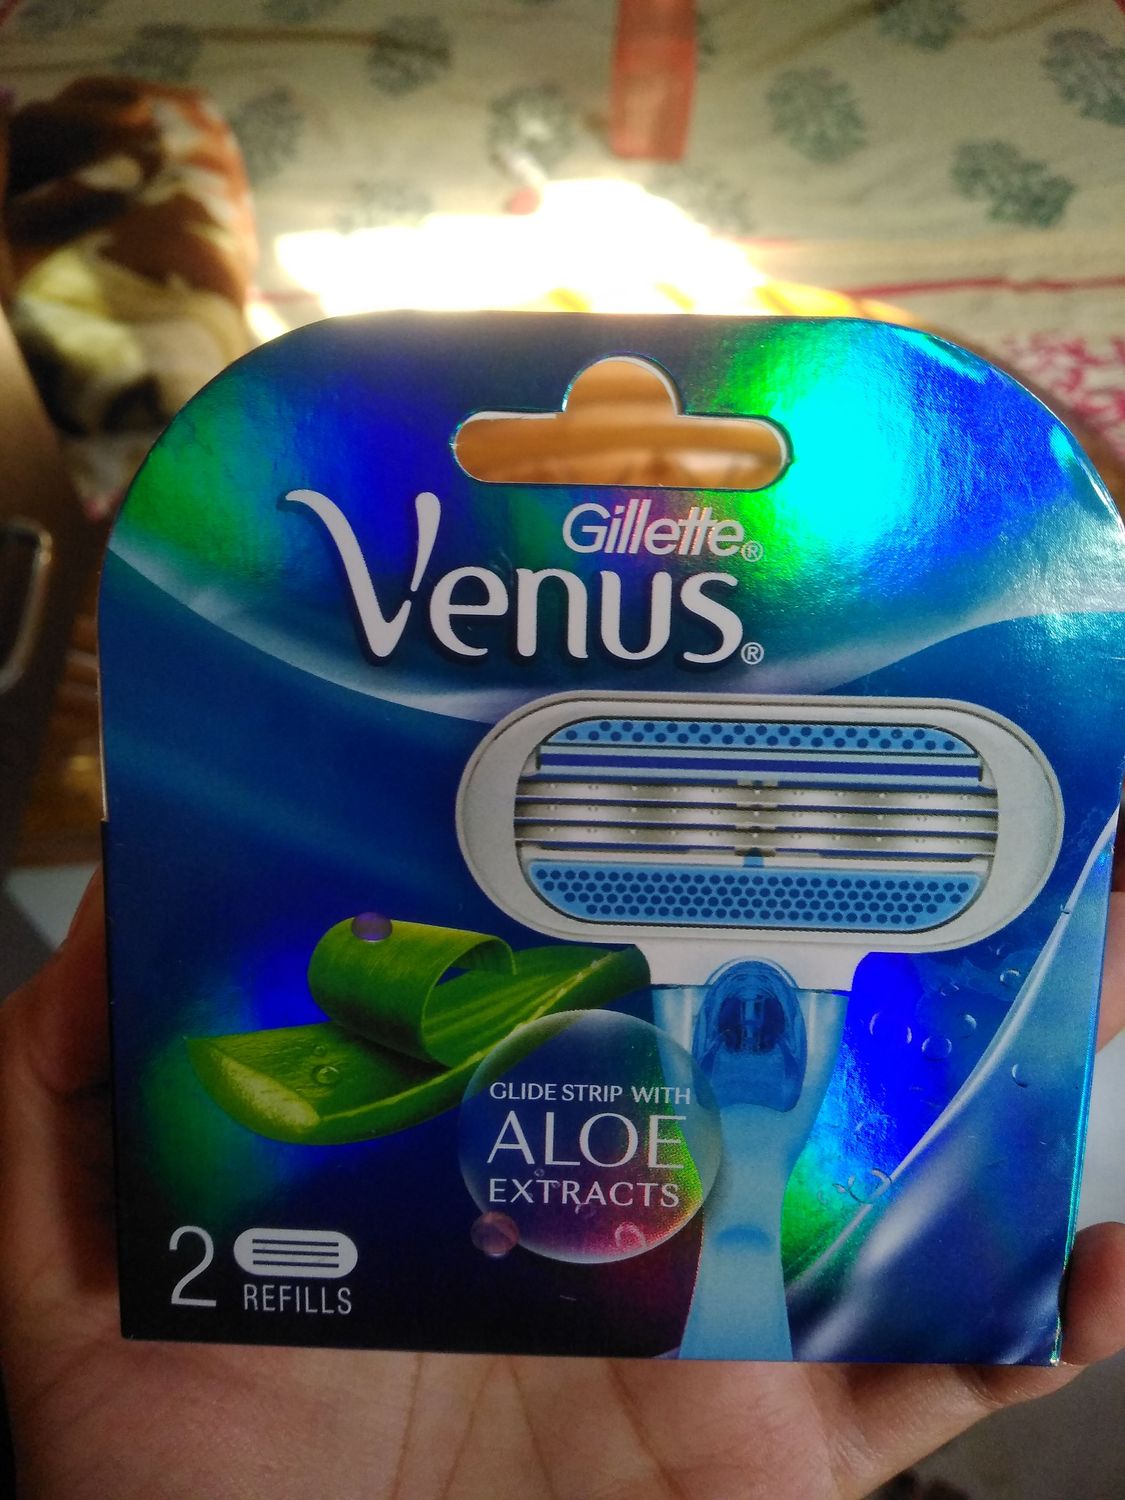 Gillette®
Venus®
GLIDE STRIP WITH
ALOE
EXTRACTS
2 REFILLS